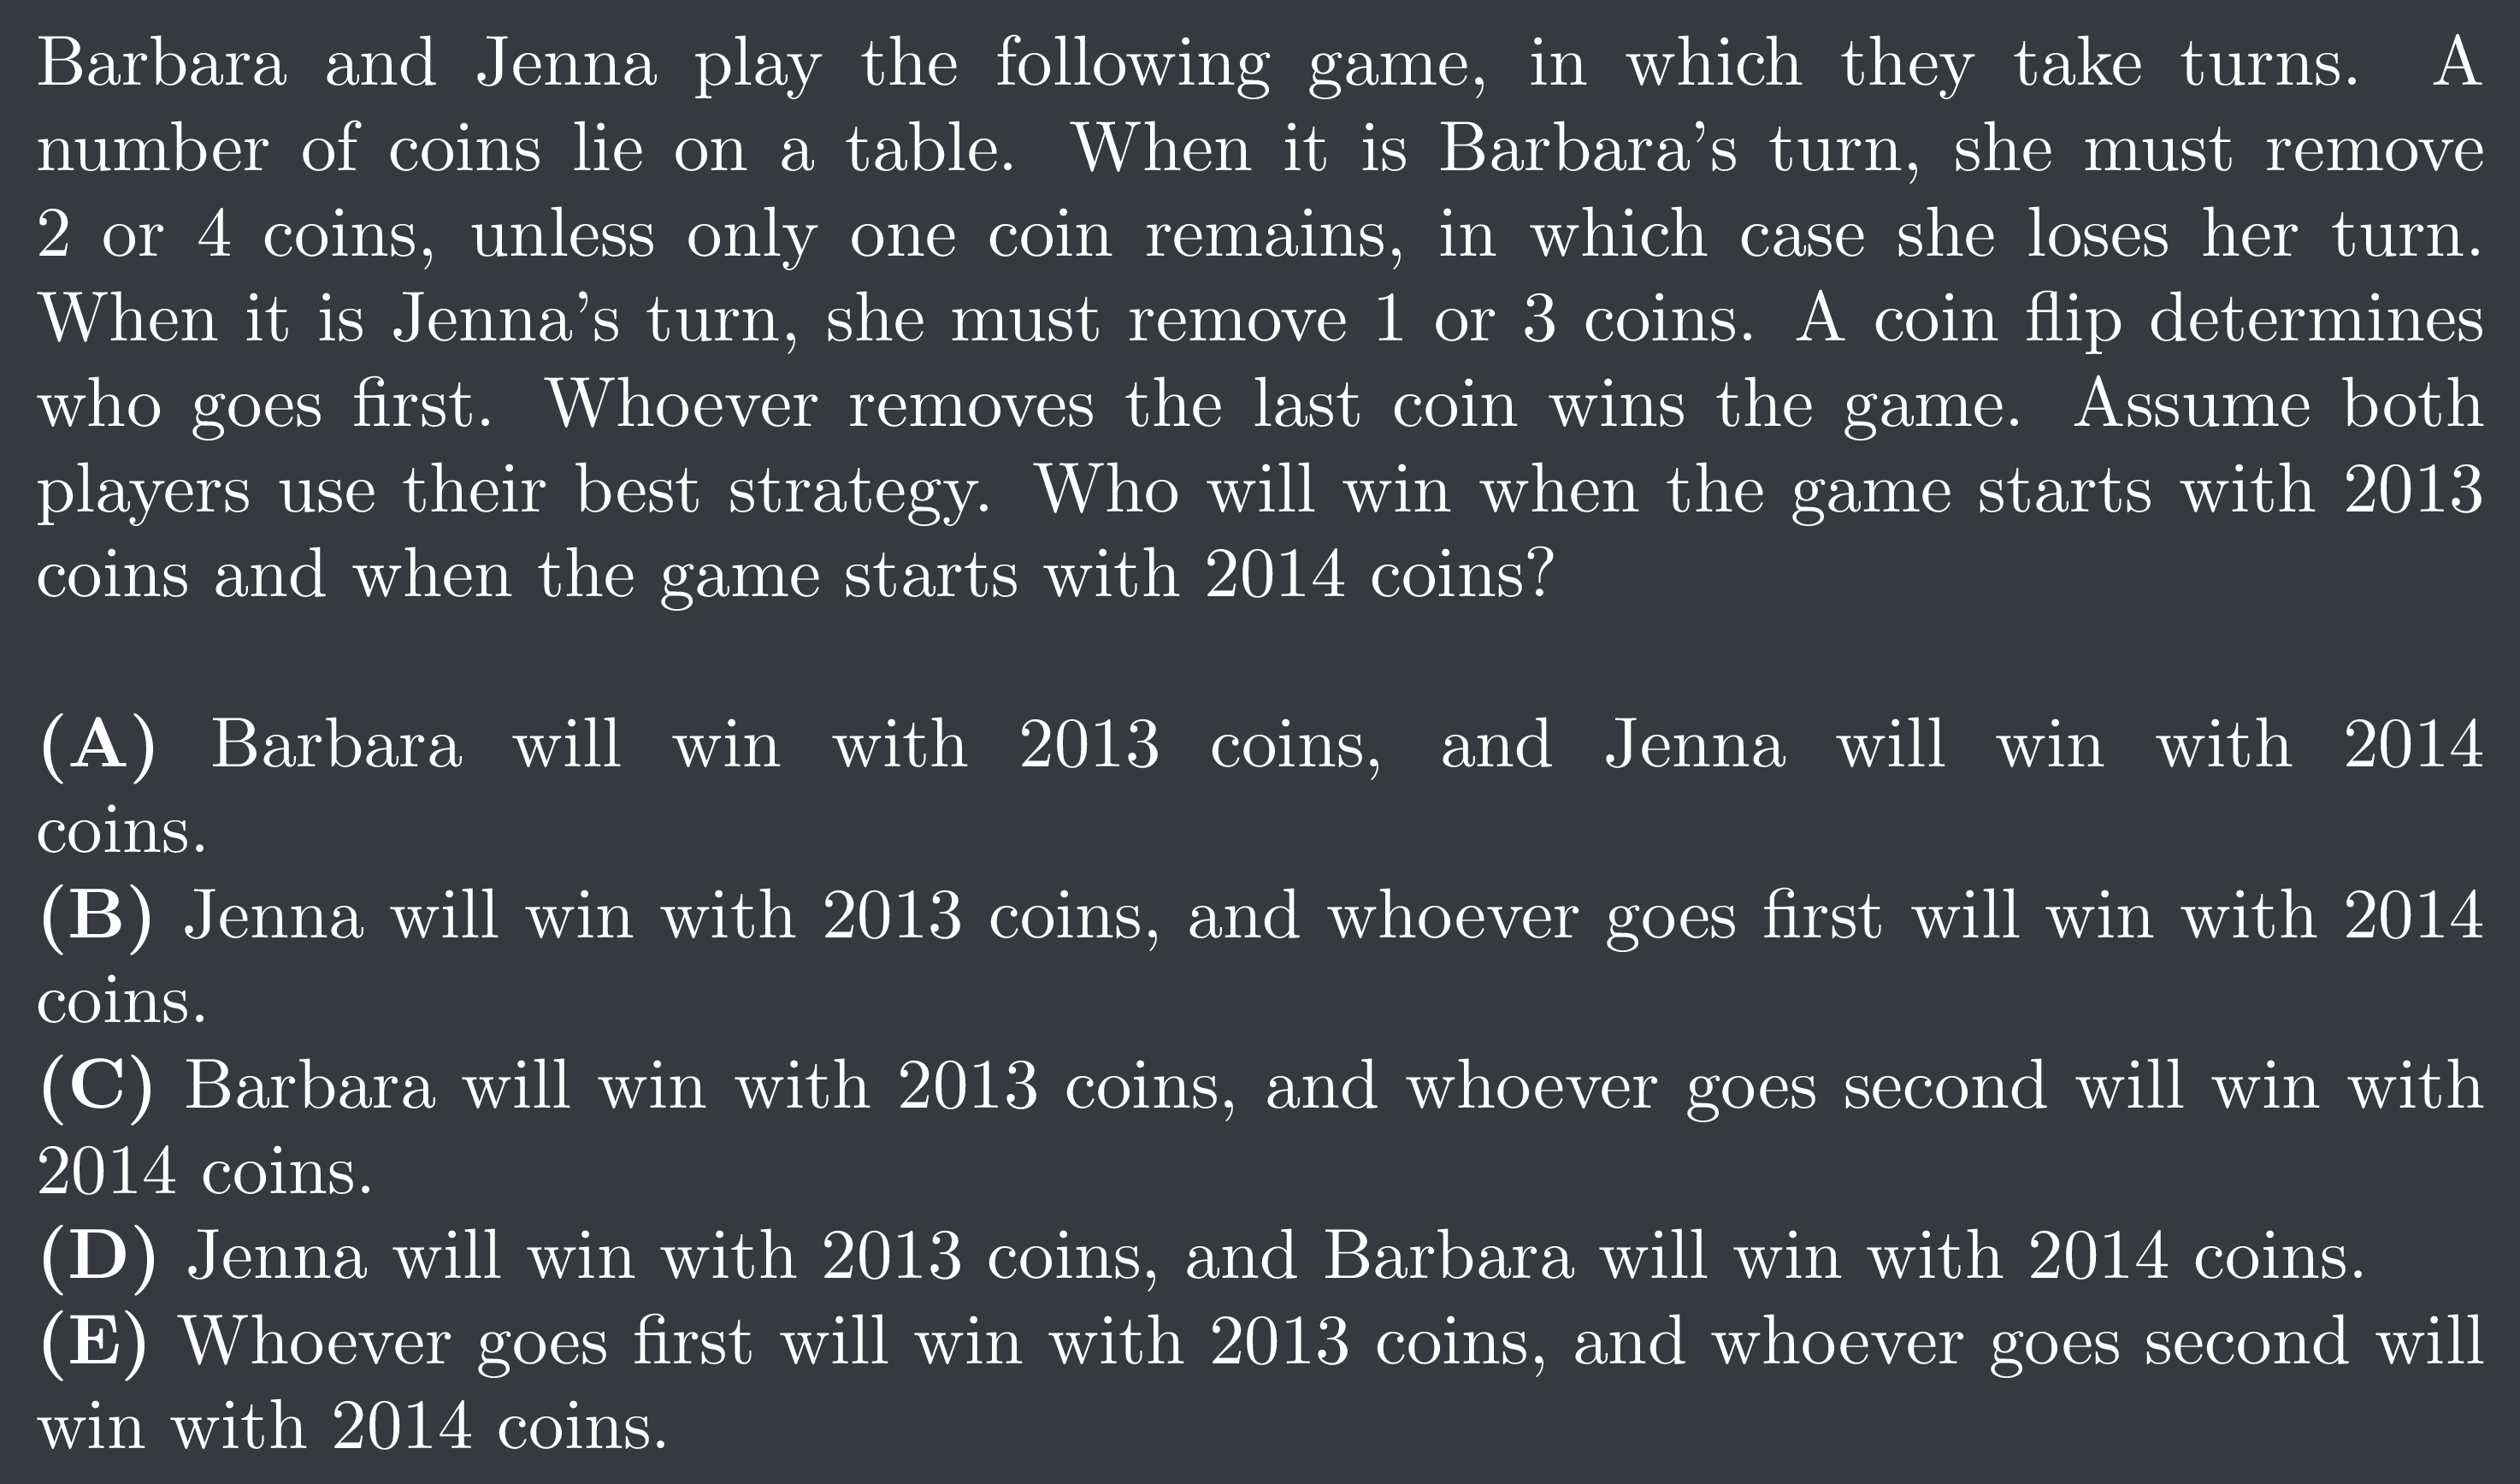 Barbara and Jenna play the following game, in which they take turns. A
number of coins lie on a table. When it is Barbara's turn, she must remove
2 or 4 coins, unless only one coin remains, in which case she loses her turn.
When it is Jenna's turn, she must remove 1 or 3 coins. A coin flip determines
who goes first. Whoever removes the last coin wins the game. Assume both
players use their best strategy. Who will win when the game starts with 2013
coins and when the game starts with 2014 coins?
(A) Barbara will win with 2013 coins, and Jenna will win with 2014
coins.
(B) Jenna will win with 2013 coins, and whoever goes first will win with 2014
coins.
(C) Barbara will win with 2013 coins, and whoever goes second will win with
2014 coins.
(D) Jenna will win with 2013 coins, and Barbara will win with 2014 coins.
(E) Whoever goes first will win with 2013 coins, and whoever goes second will
win with 2014 coins.